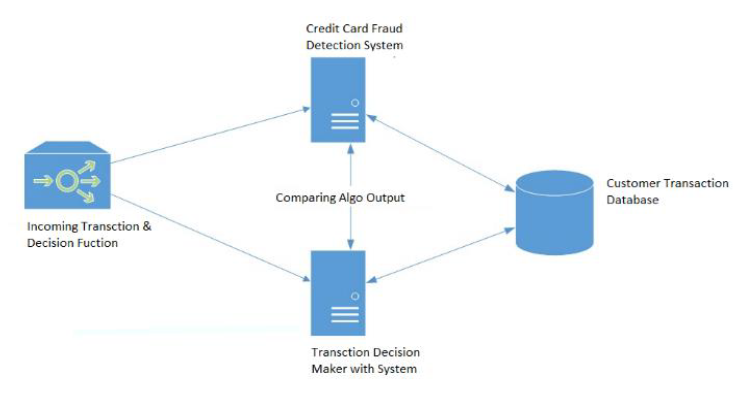 Credit Card Fraud
Detection System
Comparing Algo Output
Customer Transaction
Database
Incoming Transction &
Decision Fuction
Transction Decision
Maker with System